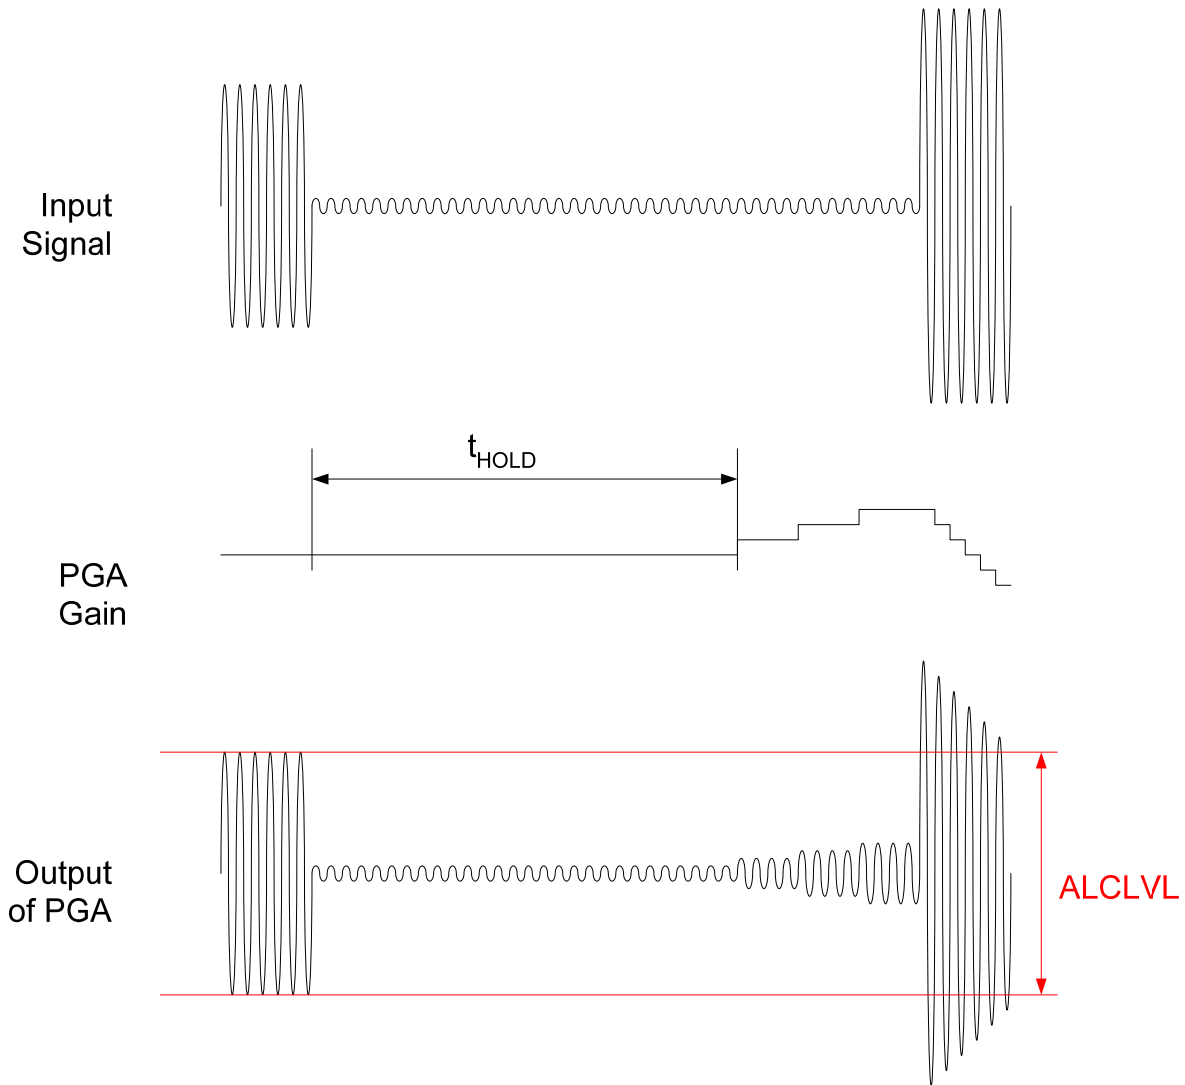 Input
Signal
tHOLD
PGA
Gain
Output
of PGA
ALCLVL